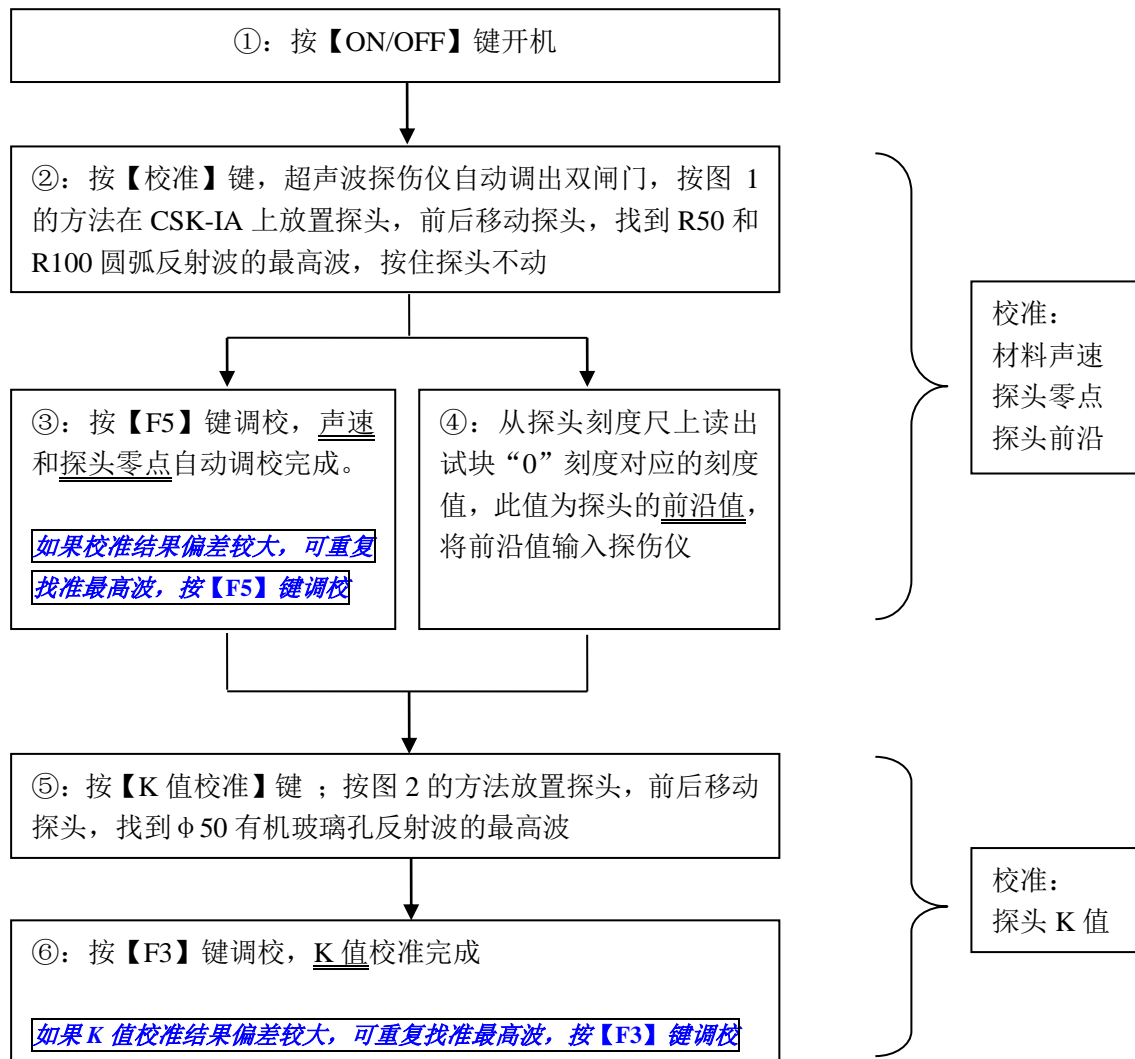 ①：按【ON/OFF】键开机
②：按【校准】键，超声波探伤仪自动调出双闸门，按图 1
的方法在 CSK-IA 上放置探头，前后移动探头，找到 R50 和
R100 圆弧反射波的最高波，按住探头不动
③：按【F5】键调校，声速
和探头零点自动调校完成。
如果校准结果偏差较大，可重复
找准最高波，按【F5】键调校
④：从探头刻度尺上读出
试块“0”刻度对应的刻度
值，此值为探头的前沿值，
将前沿值输入探伤仪
校准：
材料声速
探头零点
探头前沿
⑤：按【K 值校准】键 ；按图 2 的方法放置探头，前后移动
探头，找到φ50 有机玻璃孔反射波的最高波
⑥：按【F3】键调校，K 值校准完成
如果 K 值校准结果偏差较大，可重复找准最高波，按【F3】键调校
校准：
探头 K 值